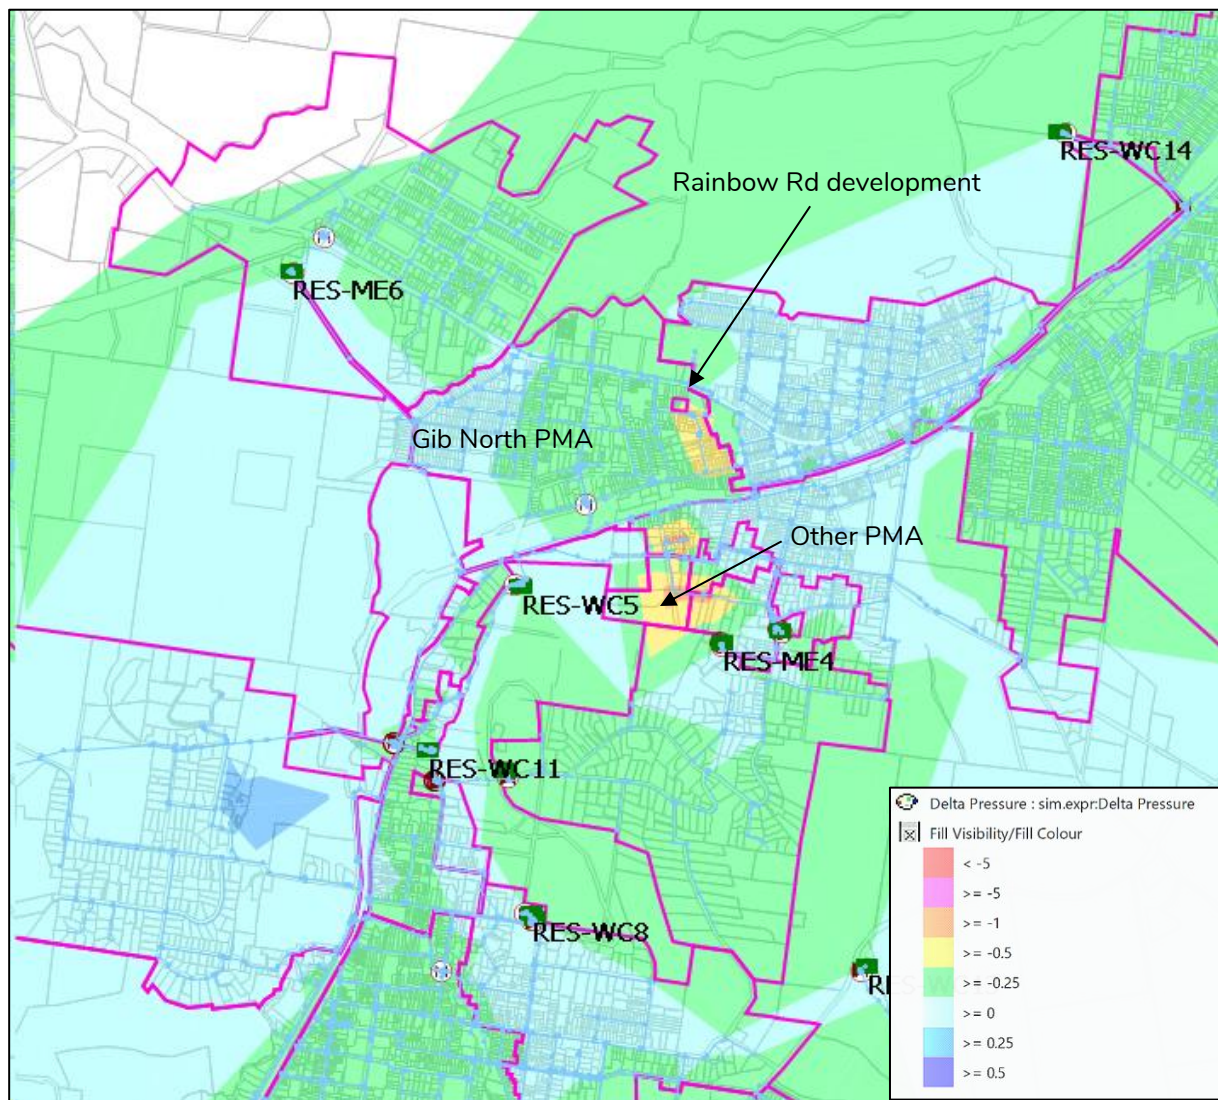 RES-WC14
Rainbow Rd development
RES-ME6
Gib North PMA
Other PMA
RES-WC5
RES-ME4
RES-WC11
RES-WC8
Delta Pressure : sim.expr:Delta Pressure
Fill Visibility/Fill Colour
< -5
>= -5
>= -1
>= -0.5
>= -0.25
>= 0
>= 0.25
>= 0.5